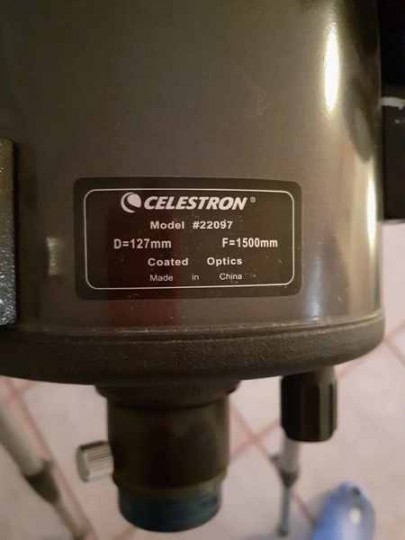 CELESTRON®
Model #22097
D=127mm F=1500mm
Coated Optics
Made in China